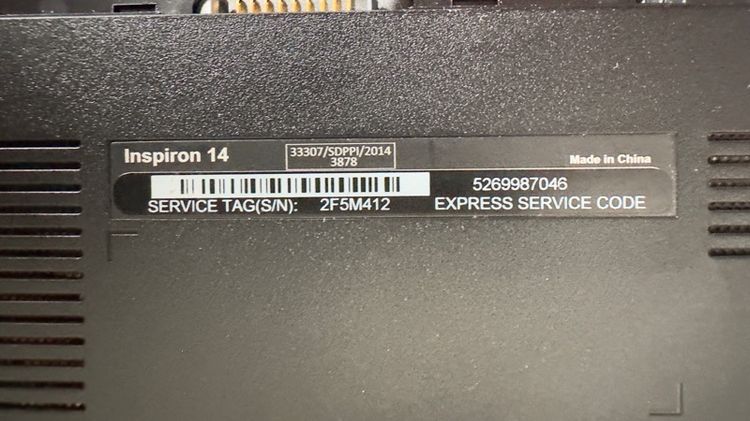 Inspiron 14
33307/SDPPI/2014
3878
Made in China
5269987046
SERVICE TAG(S/N): 2F5M412 EXPRESS SERVICE CODE